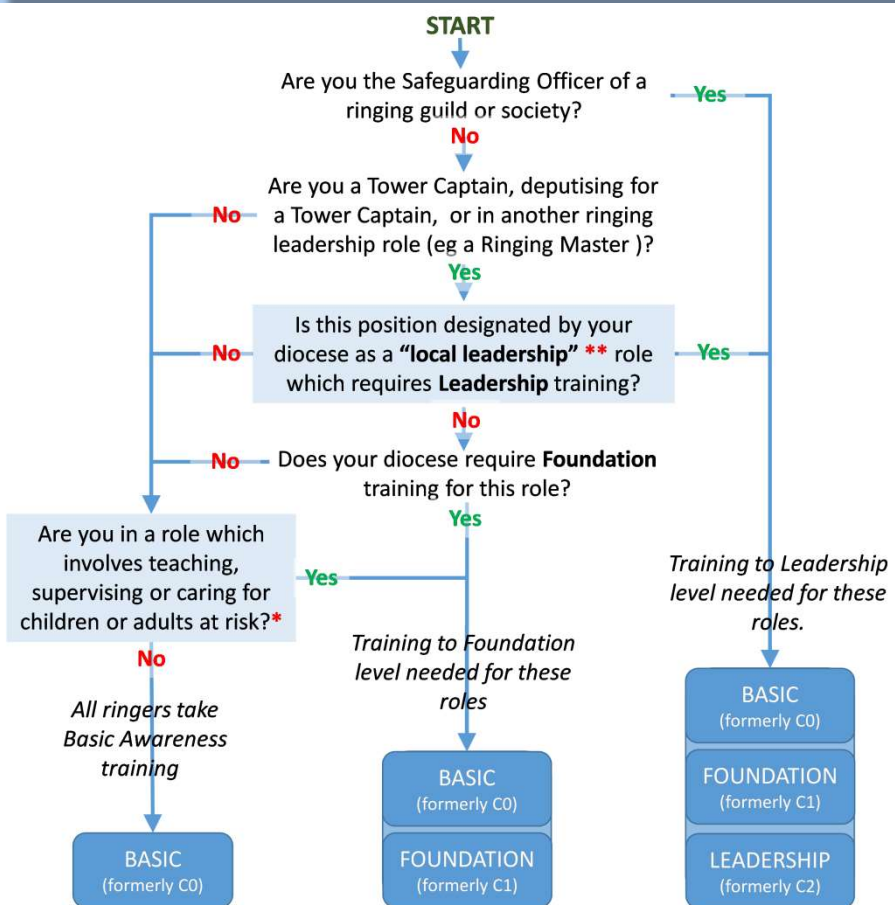 START
Are you the Safeguarding Officer of a
ringing guild or society?
Yes
No
Are you a Tower Captain, deputising for
a Tower Captain, or in another ringing
leadership role (eg a Ringing Master )?
No
Yes
Is this position designated by your
diocese as a “local leadership” ** role
which requires Leadership training?
No
Yes
No
Does your diocese require Foundation
training for this role?
No
Yes
Are you in a role which
involves teaching,
supervising or caring for
children or adults at risk?*
Yes
No
All ringers take
Basic Awareness
training
BASIC
(formerly C0)
Training to Foundation
level needed for these
roles
BASIC
(formerly C0)
FOUNDATION
(formerly C1)
Training to Leadership
level needed for these
roles.
BASIC
(formerly C0)
FOUNDATION
(formerly C1)
LEADERSHIP
(formerly C2)